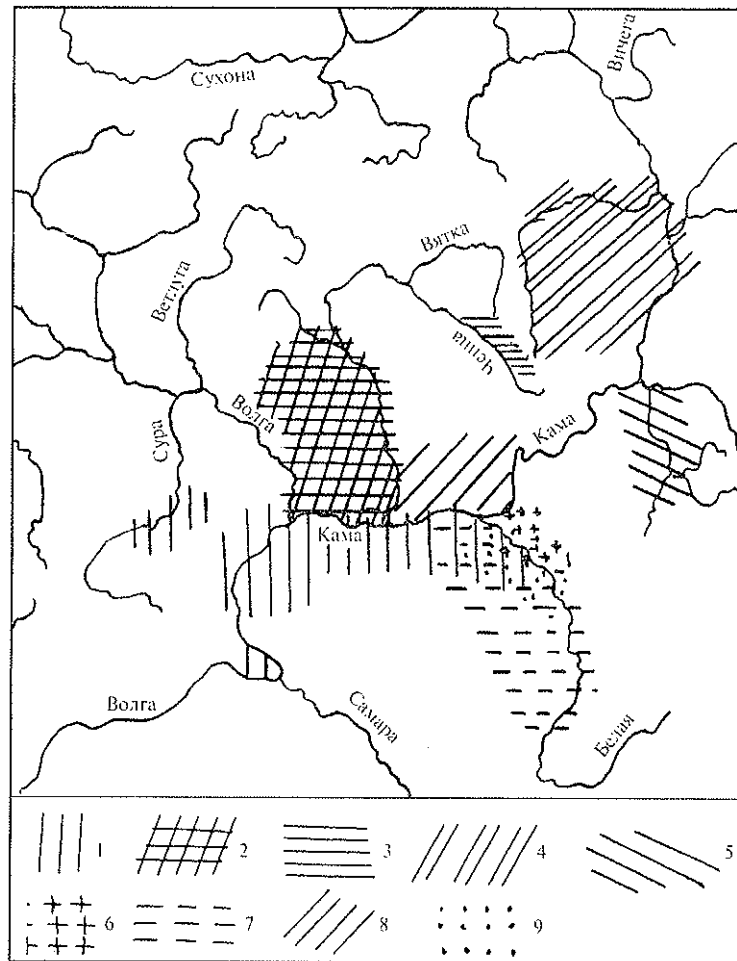 Сухона
Вычегда
Вятка
Ветлуга
Чепца
Волга
Сура
Кама
Кама
Волга
Самара
Белая
1 2 3 4 5
6 7 8 9